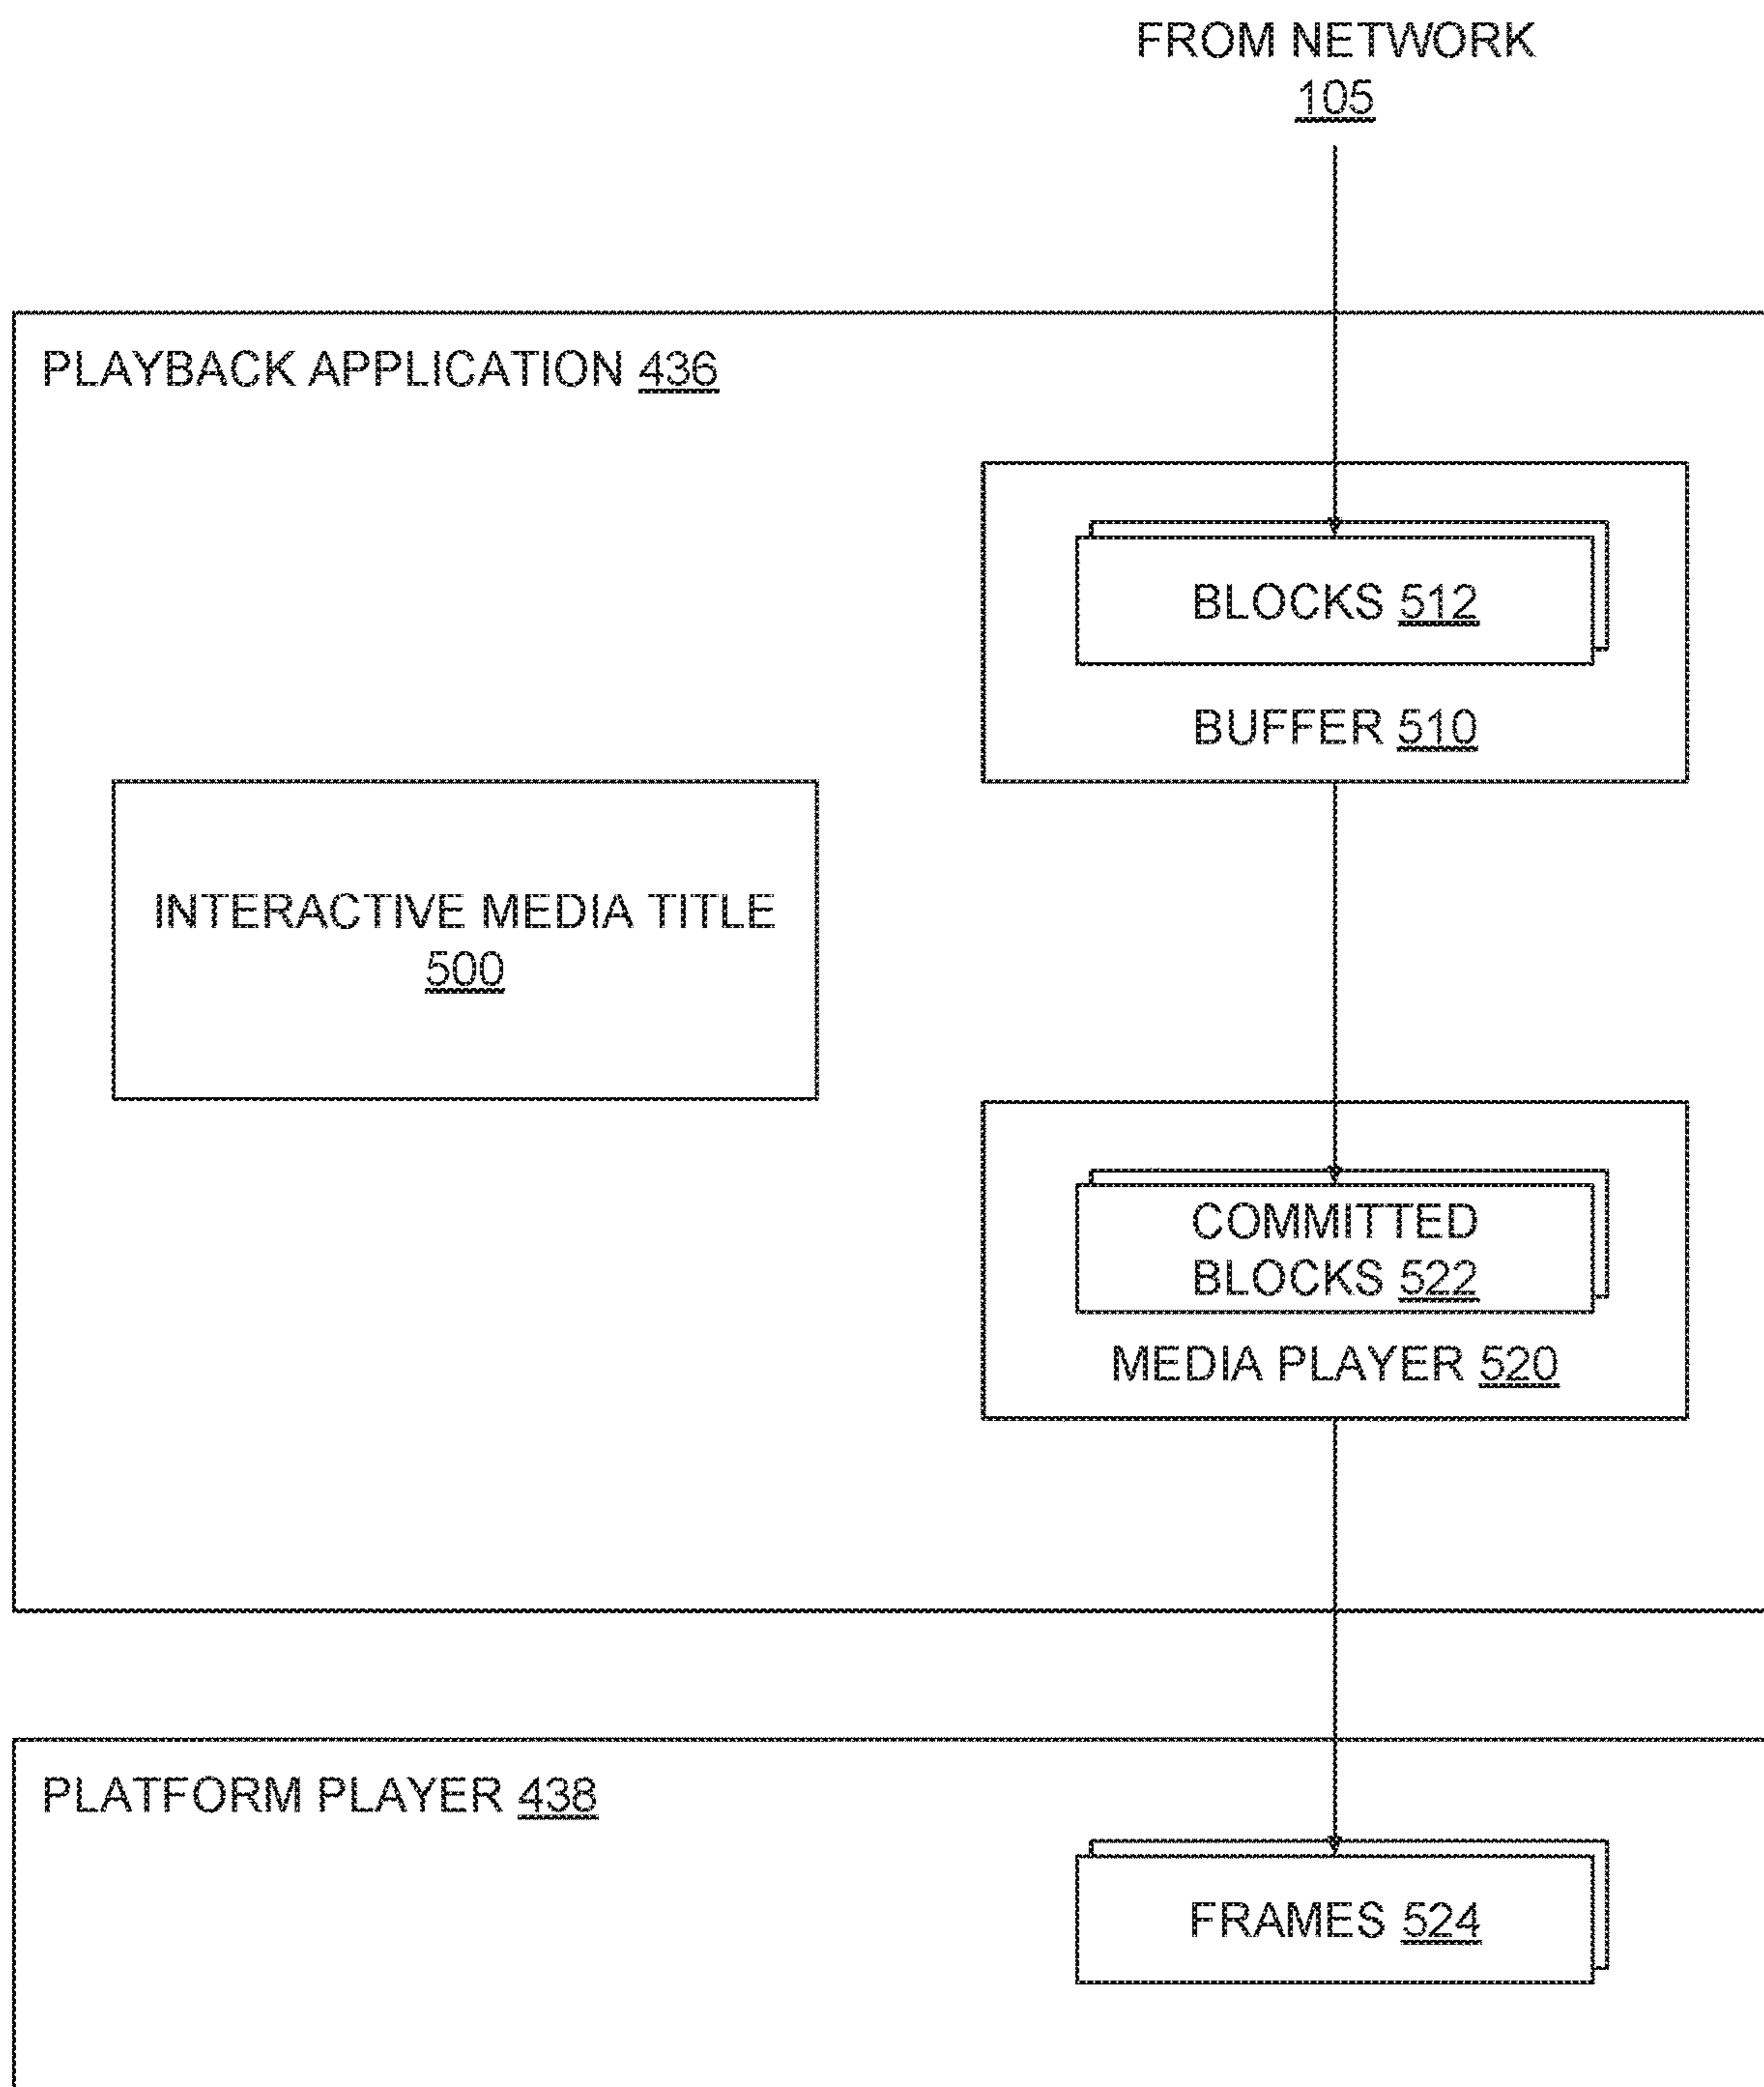 FROM NETWORK
105
PLAYBACK APPLICATION 436
BLOCKS 512
BUFFER 510
INTERACTIVE MEDIA TITLE
500
COMMITTED
BLOCKS 522
MEDIA PLAYER 520
PLATFORM PLAYER 438
FRAMES 524